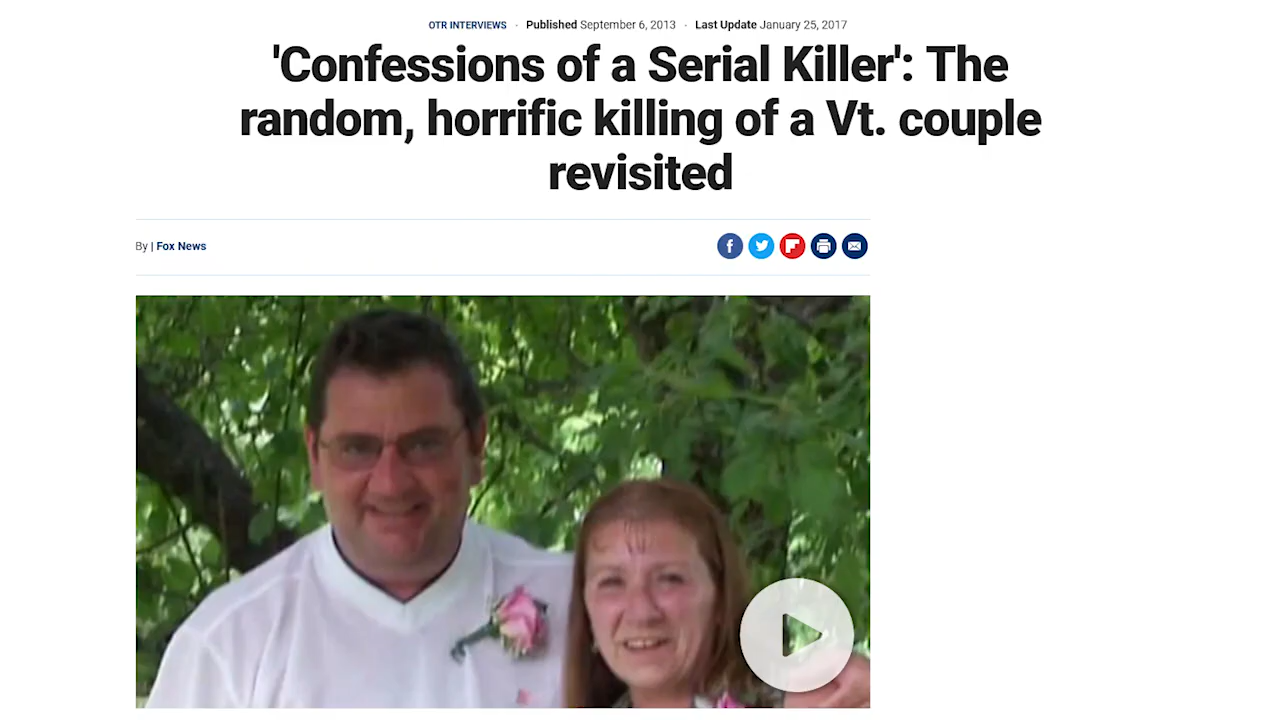 OTR INTERVIEWS · Published September 6, 2013 · Last Update January 25, 2017
'Confessions of a Serial Killer': The
random, horrific killing of a Vt. couple
revisited
By | Fox News